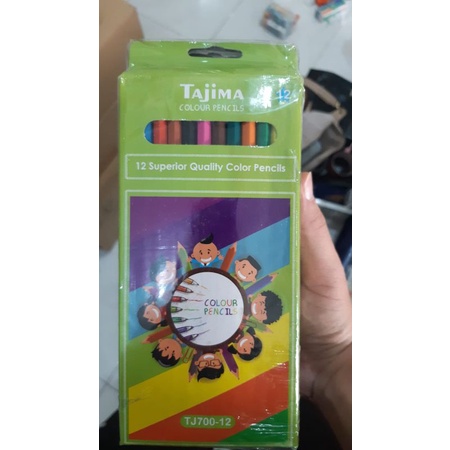 TAJIMA
COLOUR PENCILS
12
12 Superior Quality Color Pencils
COLOUR
PENCILS
TJ700-12